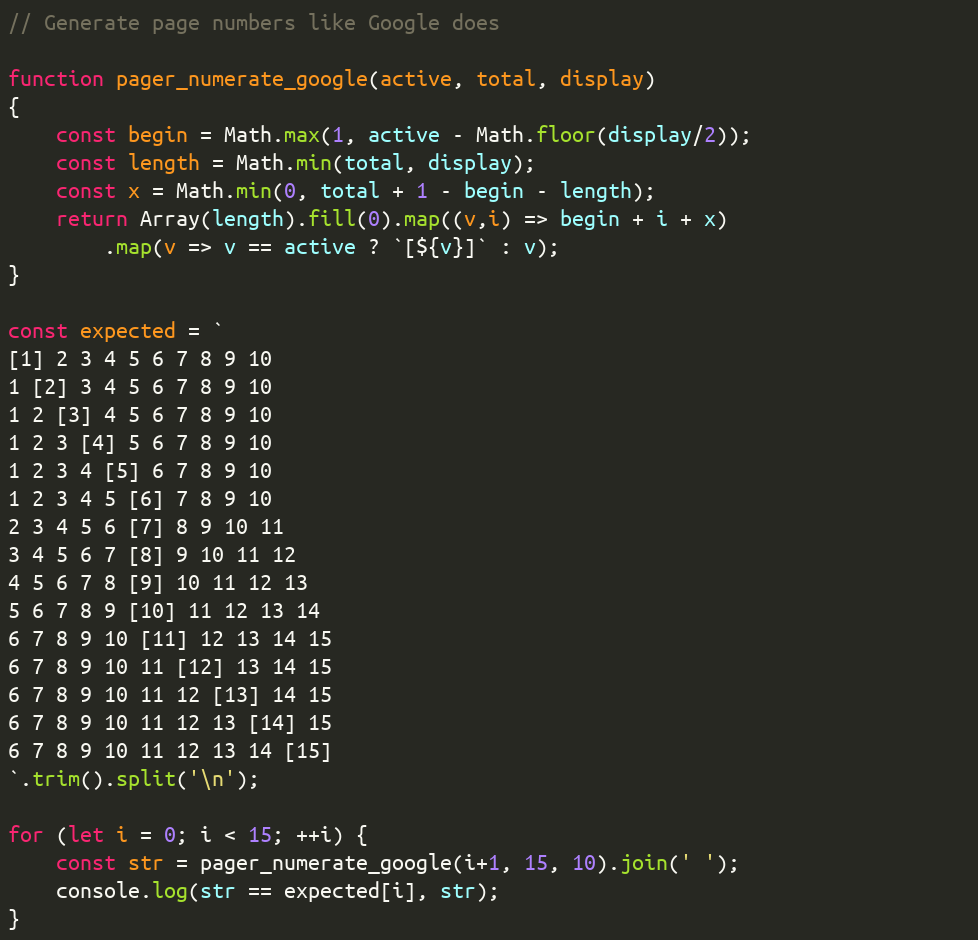 // Generate page numbers like Google does

function pager_numerate_google(active, total, display)
{
    const begin = Math.max(1, active - Math.floor(display/2));
    const length = Math.min(total, display);
    const x = Math.min(0, total + 1 - begin - length);
    return Array(length).fill(0).map((v,i) => begin + i + x)
        .map(v => v == active ? `[${v}]` : v);
}

const expected = `
[1] 2 3 4 5 6 7 8 9 10
1 [2] 3 4 5 6 7 8 9 10
1 2 [3] 4 5 6 7 8 9 10
1 2 3 [4] 5 6 7 8 9 10
1 2 3 4 [5] 6 7 8 9 10
1 2 3 4 5 [6] 7 8 9 10
2 3 4 5 6 [7] 8 9 10 11
3 4 5 6 7 [8] 9 10 11 12
4 5 6 7 8 [9] 10 11 12 13
5 6 7 8 9 [10] 11 12 13 14
6 7 8 9 10 [11] 12 13 14 15
6 7 8 9 10 11 [12] 13 14 15
6 7 8 9 10 11 12 [13] 14 15
6 7 8 9 10 11 12 13 [14] 15
6 7 8 9 10 11 12 13 14 [15]
`.trim().split('\n');

for (let i = 0; i < 15; ++i) {
    const str = pager_numerate_google(i+1, 15, 10).join(' ');
    console.log(str == expected[i], str);
}